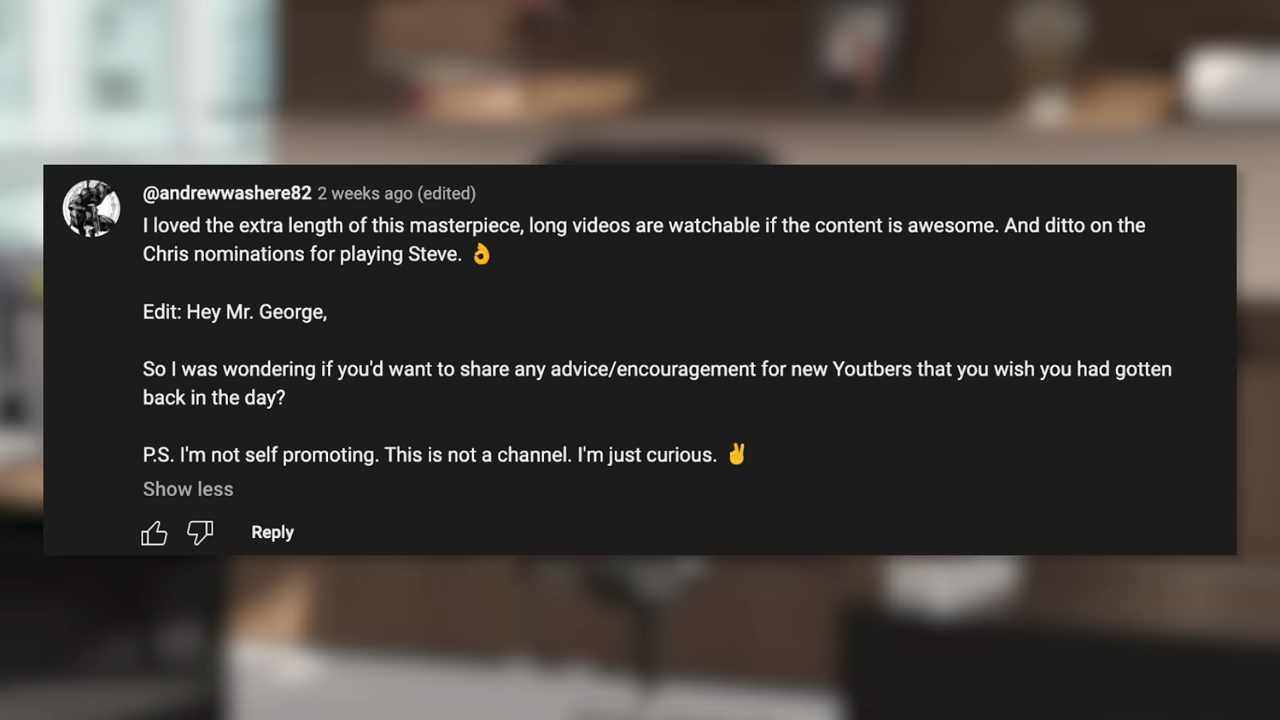 @andrewwashere82 2 weeks ago (edited)
I loved the extra length of this masterpiece, long videos are watchable if the content is awesome. And ditto on the
Chris nominations for playing Steve. 👌
Edit: Hey Mr. George,
So I was wondering if you'd want to share any advice/encouragement for new Youtbers that you wish you had gotten
back in the day?
P.S. I'm not self promoting. This is not a channel. I'm just curious. ✌️
Show less
Reply